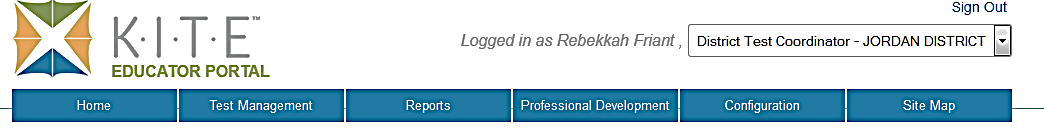 Sign Out
K·I·T·E™
EDUCATOR PORTAL
Logged in as Rebekkah Friant , District Test Coordinator - JORDAN DISTRICT
Home Test Management Reports Professional Development Configuration Site Map